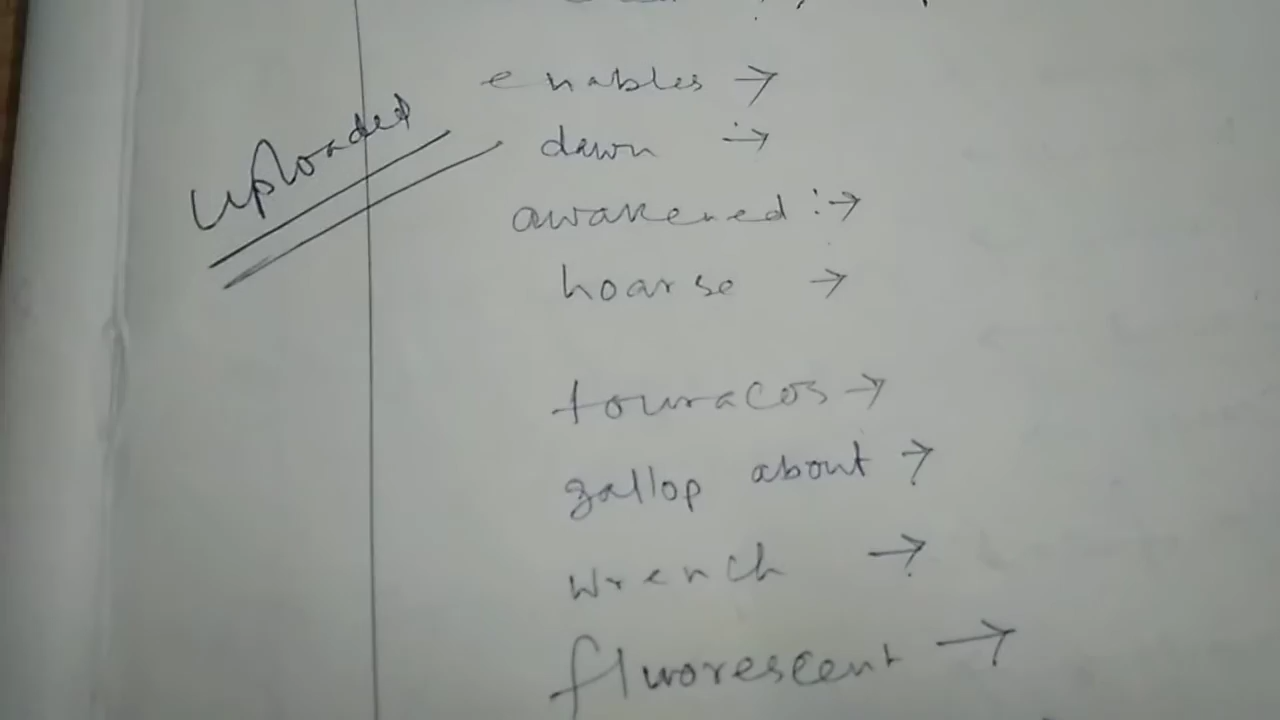 enables →
Uploaded
dawn :→
awakened :→
hoarse →
touracos →
gallop about →
wrench →
fluorescent →